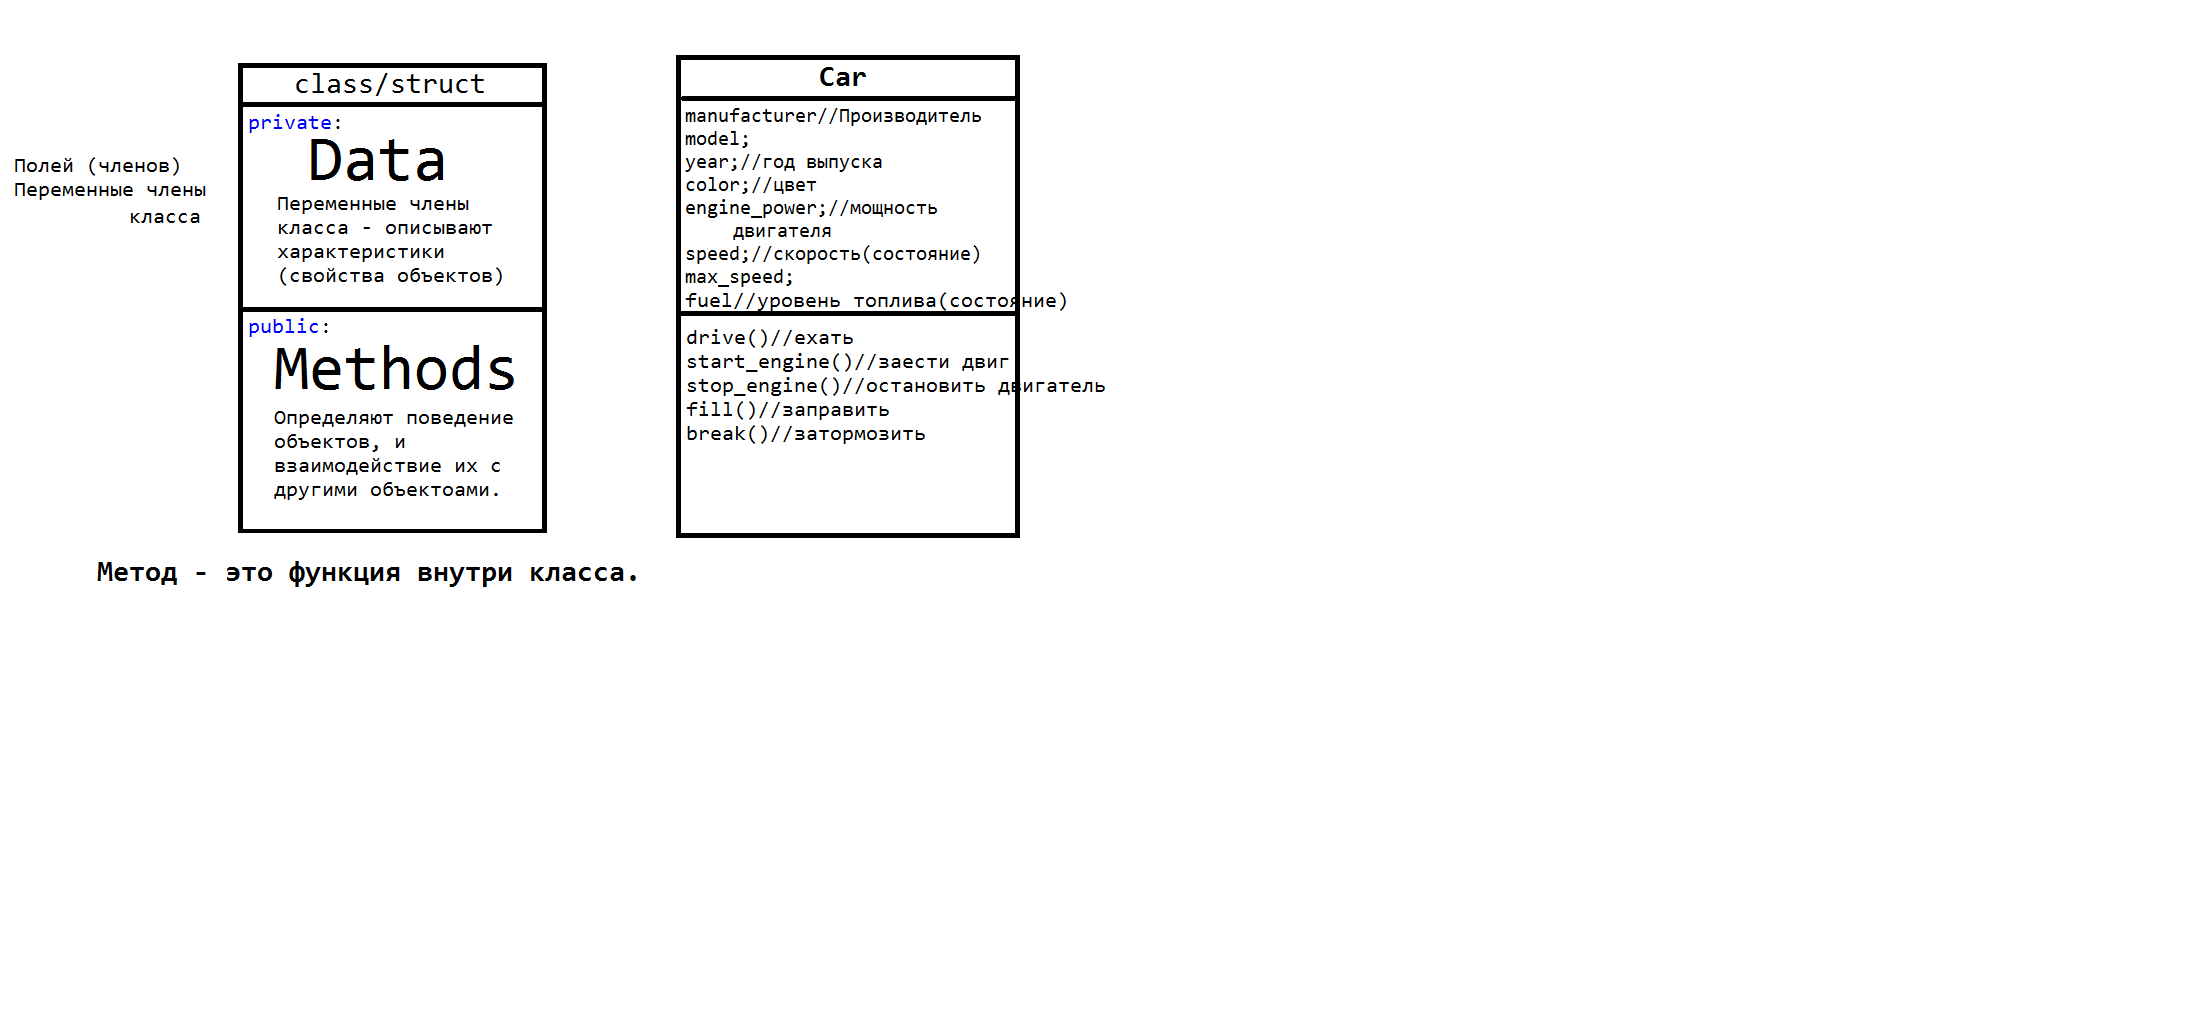 class/struct
private:
Data
Полей (членов)
Переменные члены
класса
Переменные члены
класса - описывают
характеристики
(свойства объектов)
public:
Methods
Определяют поведение
объектов, и
взаимодействие их с
другими объектоами.
Метод - это функция внутри класса.
Car
manufacturer//Производитель
model;
year;//год выпуска
color;//цвет
engine_power;//мощность
двигателя
speed;//скорость(состояние)
max_speed;
fuel//уровень топлива(состояние)
drive()//ехать
start_engine()//заести двиг
stop_engine()//остановить двигатель
fill()//заправить
break()//затормозить